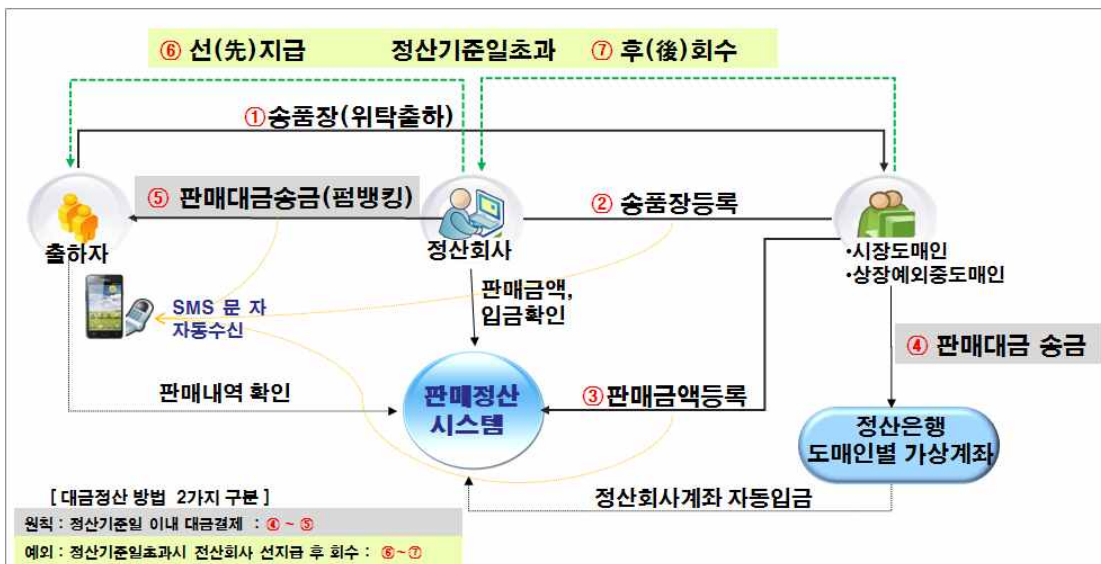 ⑥ 선(先)지급 정산기준일초과 ⑦ 후(後)회수
①송품장(위탁출하)
⑤ 판매대금송금(펌뱅킹)
② 송품장등록
출하자
정산회사
•시장도매인
•상장예외중도매인
SMS 문 자
자동수신
판매금액,
입금확인
④ 판매대금 송금
판매내역 확인
판매정산
시스템
③판매금액등록
정산은행
도매인별 가상계좌
정산회사계좌 자동입금
[ 대금정산 방법 2가지 구분 ]
원칙 : 정산기준일 이내 대금결제 : ④ ~ ⑤
예외 : 정산기준일초과시 전산회사 선지급 후 회수 : ⑥~⑦